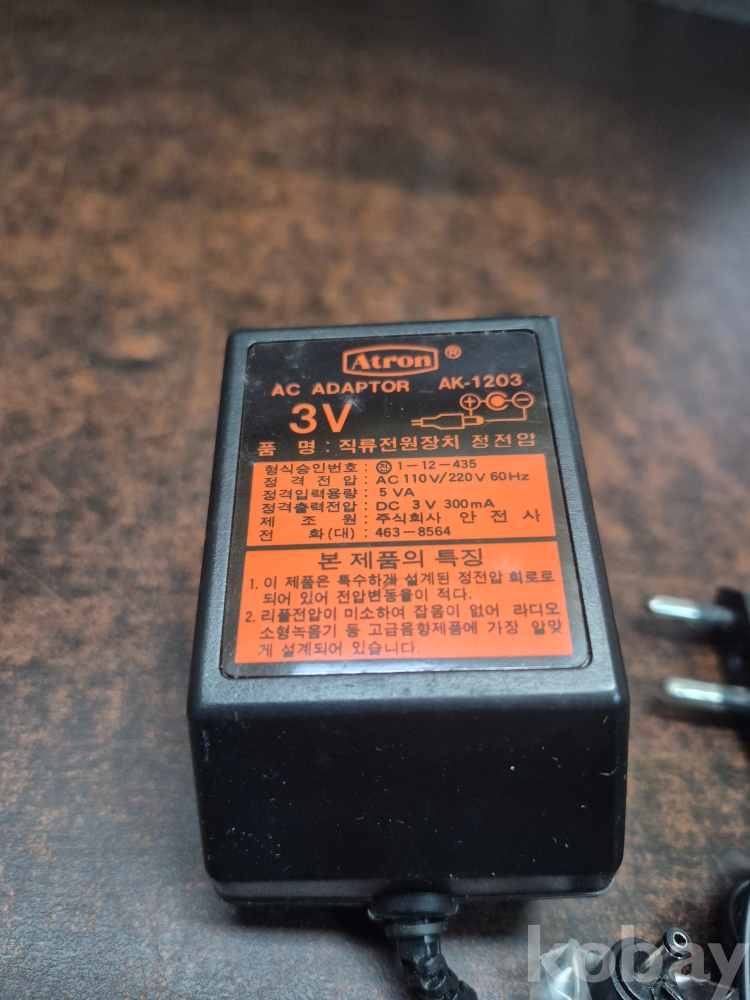 Atron ®
AC ADAPTOR AK-1203
3V
품 명 : 직류전원장치 정전압
형식승인번호 : 전 1-12-435
정 격 전 압 : AC 110V/220V 60Hz
정격입력용량 : 5 VA
정격출력전압 : DC 3V 300mA
제 조 원 : 주식회사 안전사
전 화(대) : 463-8564
본 제품의 특징
1. 이 제품은 특수하게 설계된 정전압 회로로
되어 있어 전압변동율이 적다.
2. 리플전압이 미소하여 잡음이 없어 라디오
소형녹음기 등 고급음향제품에 가장 알맞
게 설계되어 있습니다.
kobay